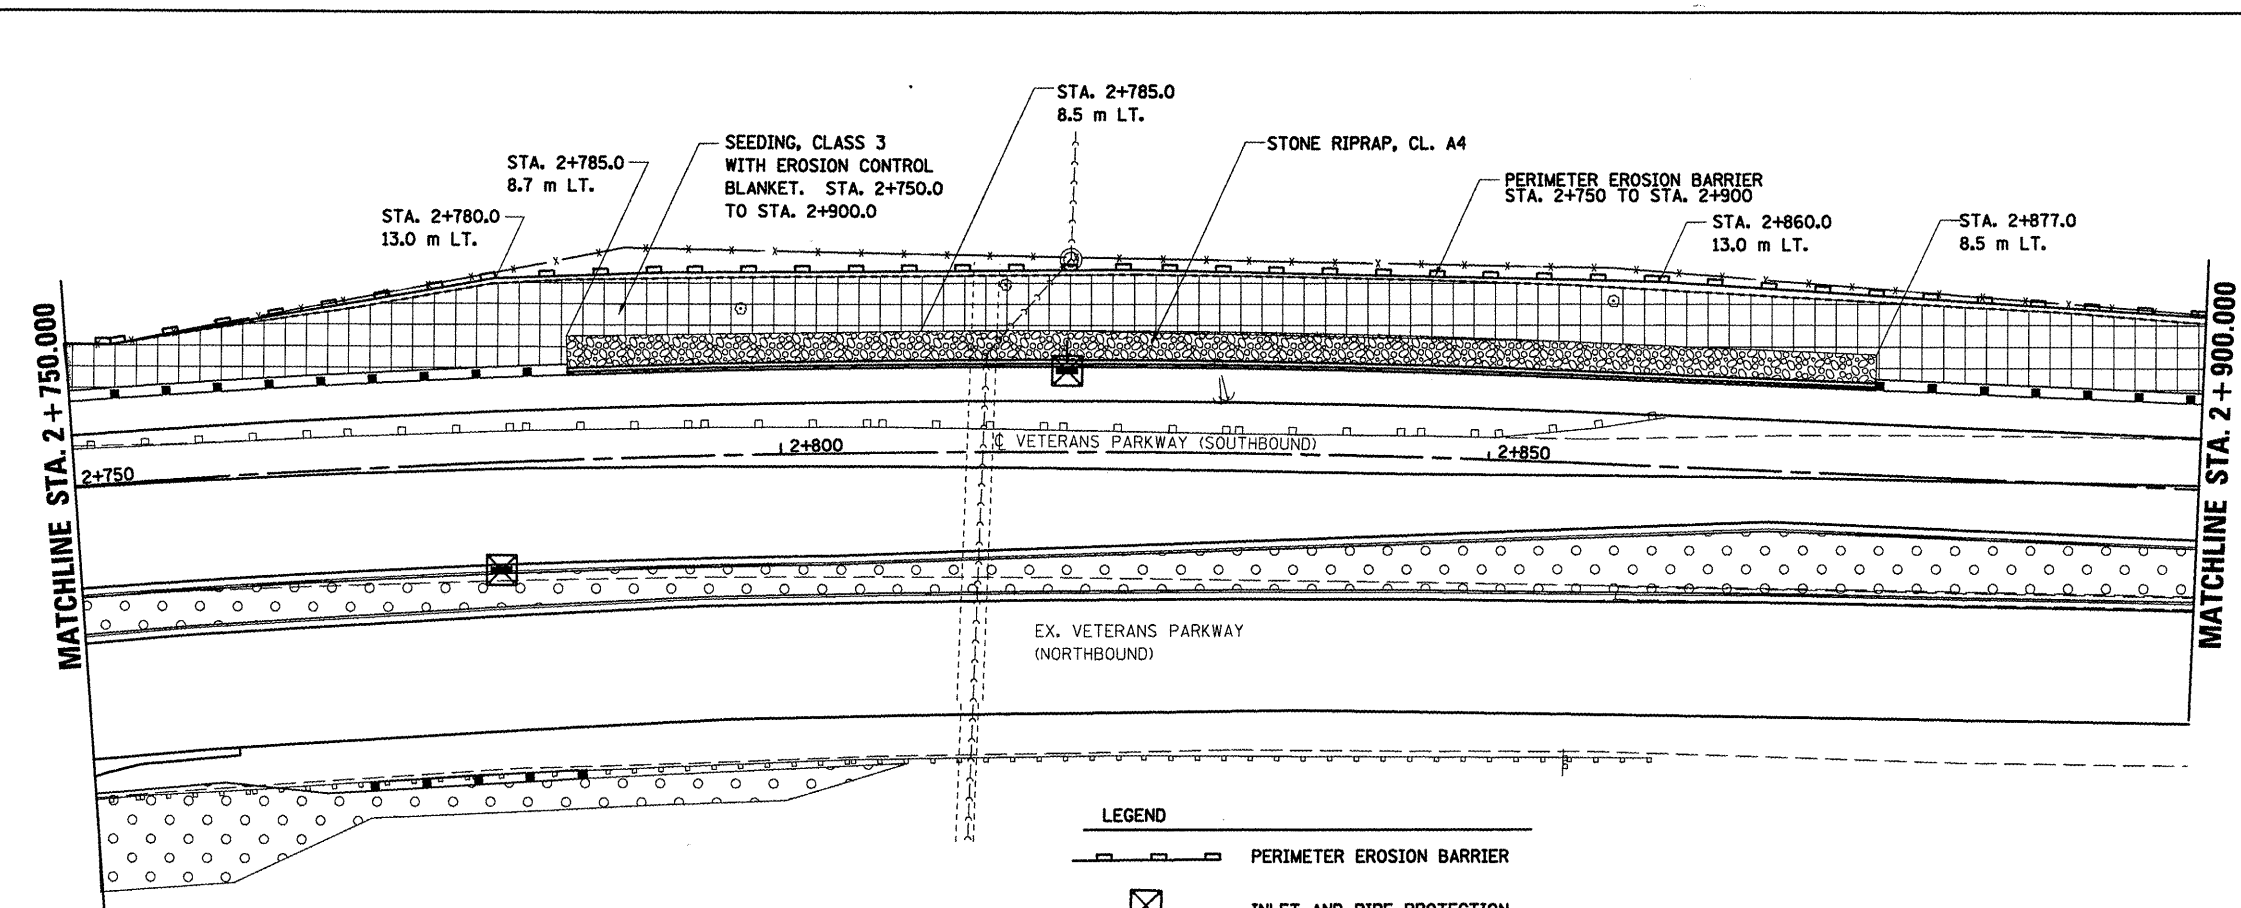 STA. 2+785.0
8.5 m LT.
SEEDING, CLASS 3
WITH EROSION CONTROL
BLANKET. STA. 2+750.0
TO STA. 2+900.0
STONE RIPRAP, CL. A4
STA. 2+785.0
8.7 m LT.
PERIMETER EROSION BARRIER
STA. 2+750 TO STA. 2+900
STA. 2+780.0
13.0 m LT.
STA. 2+860.0
13.0 m LT.
STA. 2+877.0
8.5 m LT.
MATCHLINE STA. 2+750.000
MATCHLINE STA. 2+900.000
2+750
2+800
℄ VETERANS PARKWAY (SOUTHBOUND)
2+850
EX. VETERANS PARKWAY
(NORTHBOUND)
LEGEND
PERIMETER EROSION BARRIER
INLET AND PIPE PROTECTION